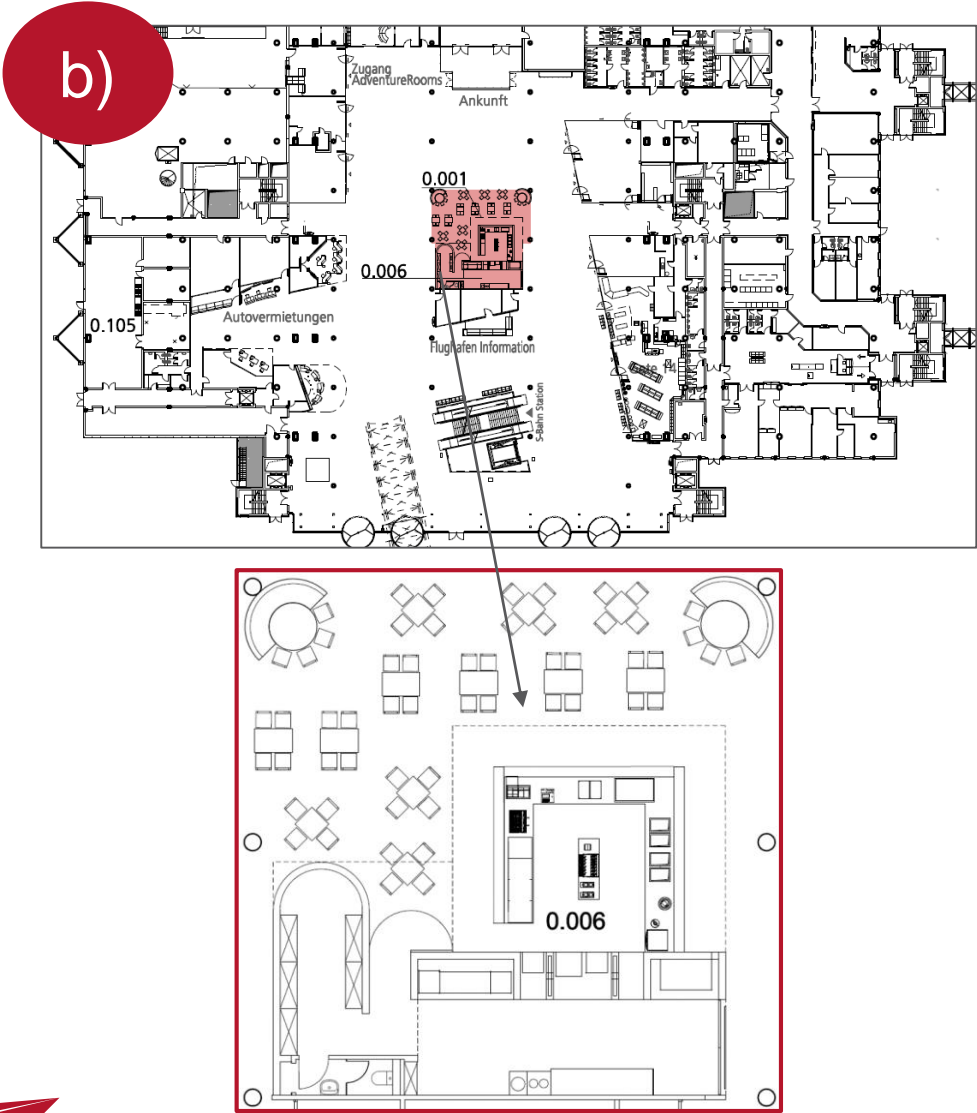 b)
Zugang
AdventureRooms
Ankunft
0.001
0.006
0.105
Autovermietungen
Flughafen Information
S-Bahn Station
0.006